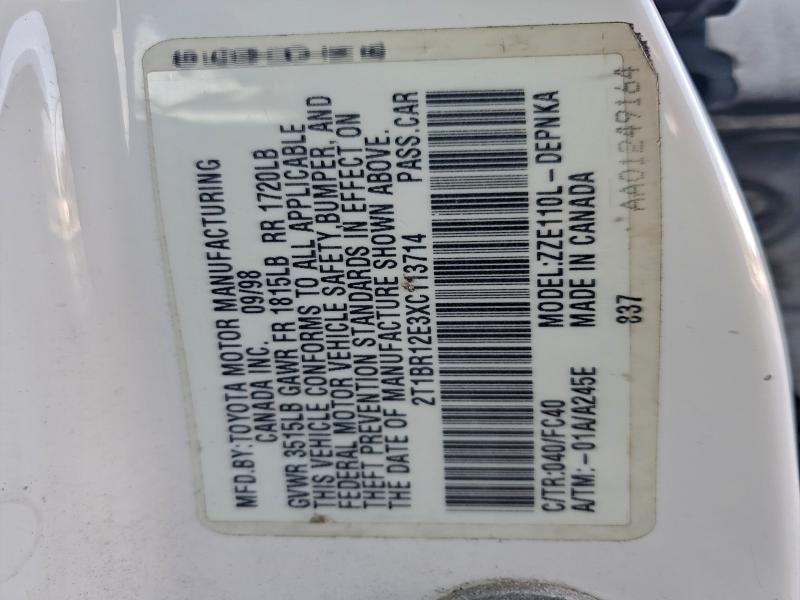 MFD.BY:TOYOTA MOTOR MANUFACTURING
CANADA INC. 09/98
GVWR 3515LB GAWR FR 1815LB RR 1720LB
THIS VEHICLE CONFORMS TO ALL APPLICABLE
FEDERAL MOTOR VEHICLE SAFETY, BUMPER, AND
THEFT PREVENTION STANDARDS IN EFFECT ON
THE DATE OF MANUFACTURE SHOWN ABOVE.
2T1BR12E3XC113714 PASS.CAR
C/TR:040/FC40 MODEL:ZZE110L-DEPNKA
A/TM:-01A/A245E MADE IN CANADA
837
AA01249164